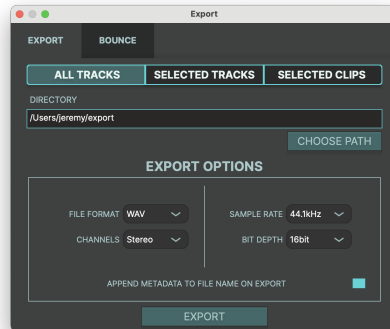 Export
EXPORT BOUNCE
ALL TRACKS SELECTED TRACKS SELECTED CLIPS
DIRECTORY
/Users/jeremy/export
CHOOSE PATH
EXPORT OPTIONS
FILE FORMAT WAV SAMPLE RATE 44.1kHz
CHANNELS Stereo BIT DEPTH 16bit
APPEND METADATA TO FILE NAME ON EXPORT
EXPORT